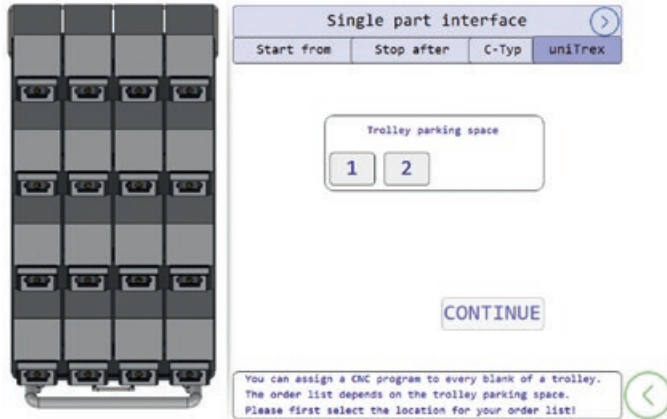 Single part interface
Start from Stop after C-Typ uniTrex
Trolley parking space
1 2
CONTINUE
You can assign a CNC program to every blank of a trolley.
The order list depends on the trolley parking space.
Please first select the location for your order list!